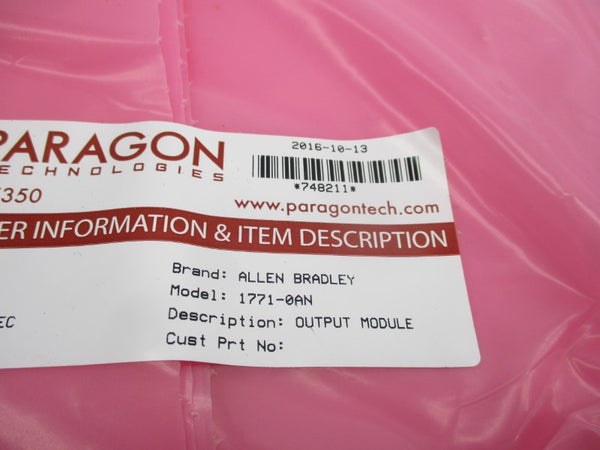 PARAGON
TECHNOLOGIES
350
2016-10-13
*748211*
www.paragontech.com
ER INFORMATION & ITEM DESCRIPTION
Brand: ALLEN BRADLEY
Model: 1771-0AN
Description: OUTPUT MODULE
Cust Prt No:
EC